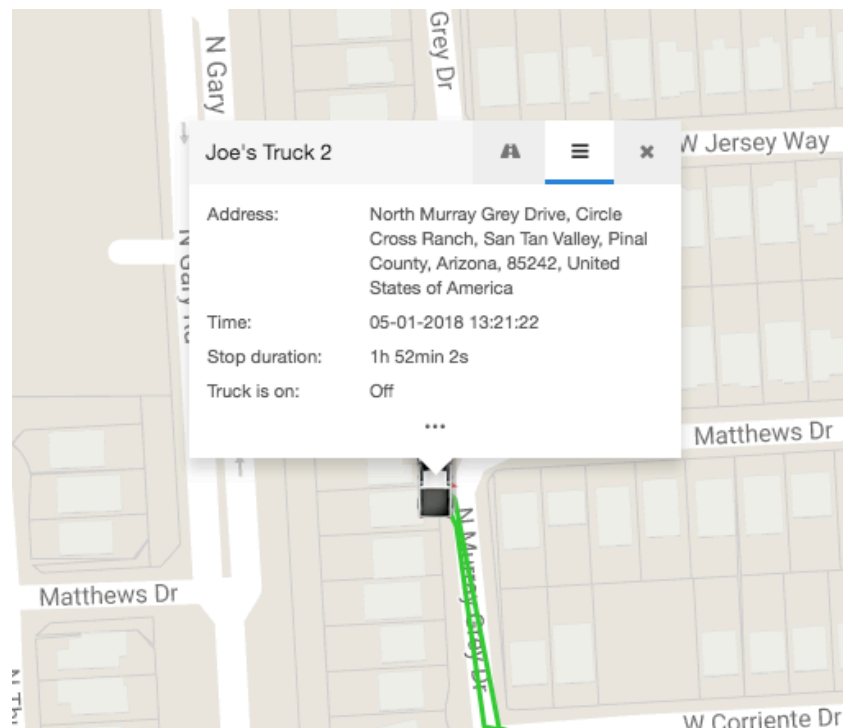 N Gary
Grey Dr
W Jersey Way
Joe's Truck 2
Address:
North Murray Grey Drive, Circle
Cross Ranch, San Tan Valley, Pinal
County, Arizona, 85242, United
States of America
Time:
05-01-2018 13:21:22
Stop duration:
1h 52min 2s
Truck is on:
Off
...
N Gary Rd
Matthews Dr
Matthews Dr
N Murray Grey Dr
W Corriente Dr